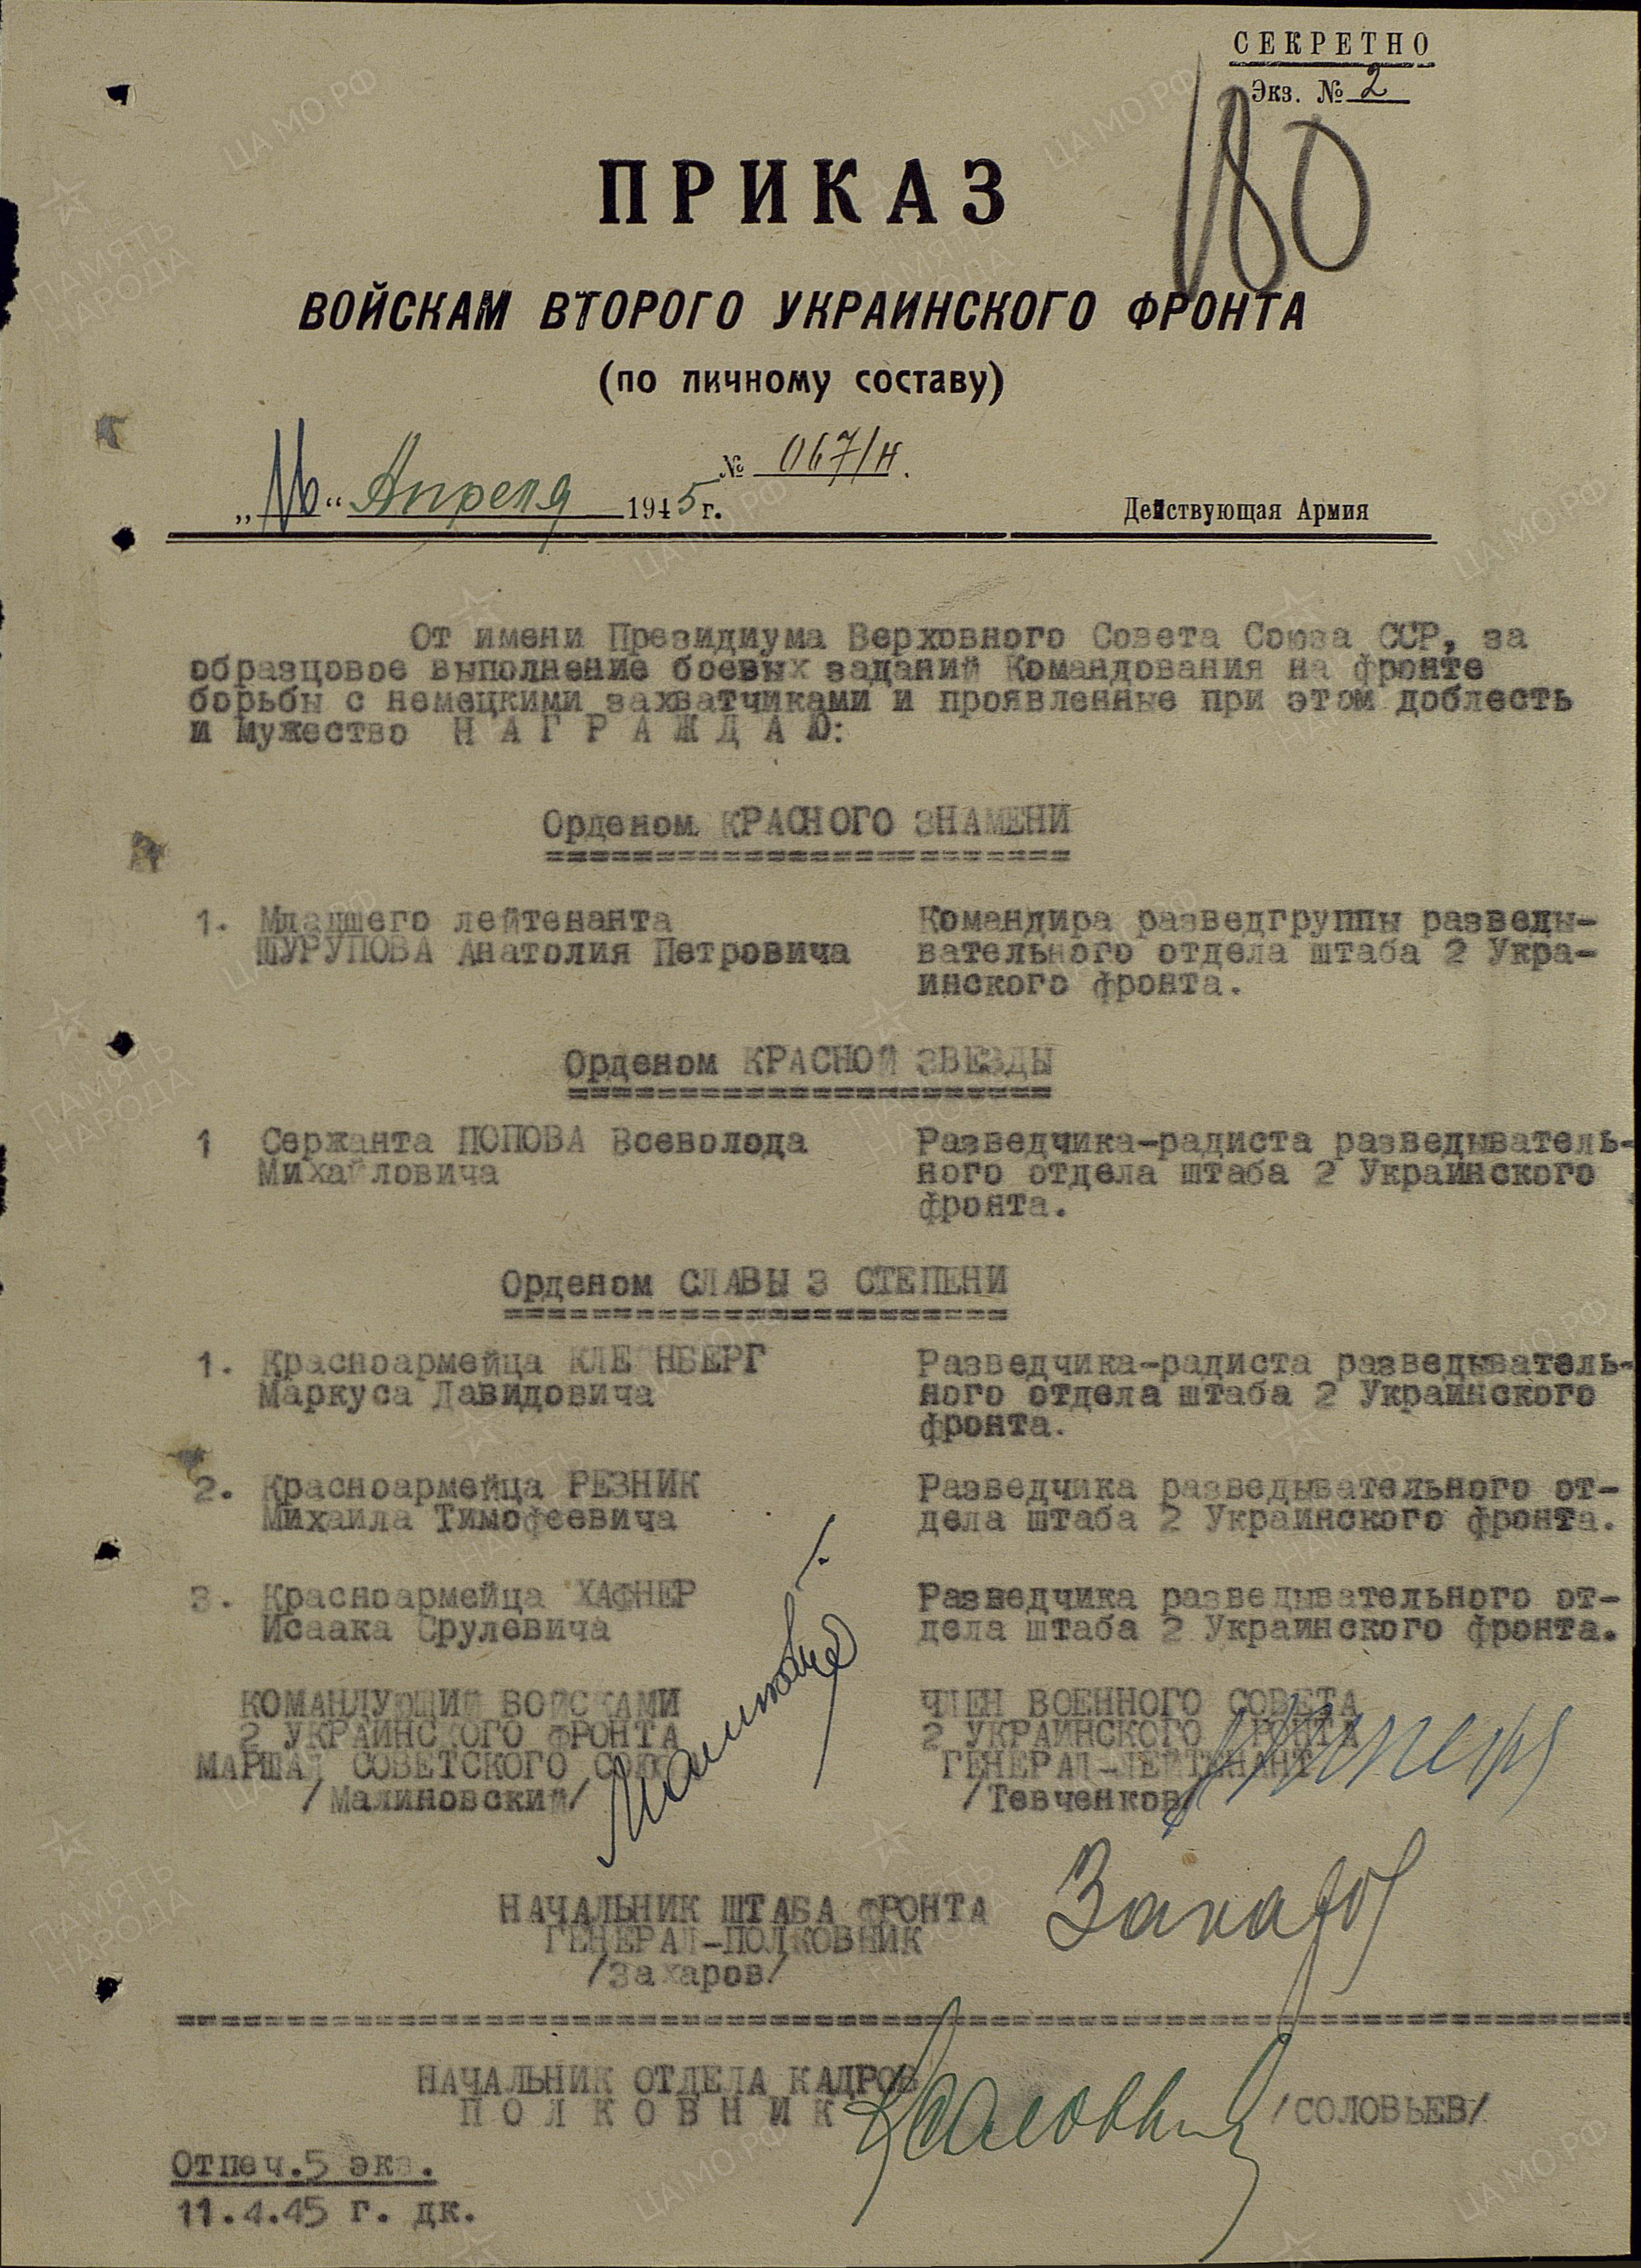 СЕКРЕТНО
Экз. № 2
180
ПРИКАЗ
ВОЙСКАМ ВТОРОГО УКРАИНСКОГО ФРОНТА
(по личному составу)
№ 067/н.
„16“ Апреля 1945 г. Действующая Армия
От имени Президиума Верховного Совета Союза ССР, за
образцовое выполнение боевых заданий Командования на фронте
борьбы с немецкими захватчиками и проявленные при этом доблесть
и мужество Н А Г Р А Ж Д А Ю:
Орденом КРАСНОГО ЗНАМЕНИ
1. Младшего лейтенанта Командира разведгруппы разведы-
ШУРУПОВА Анатолия Петровича вательного отдела штаба 2 Укра-
инского фронта.
Орденом КРАСНОЙ ЗВЕЗДЫ
1 Сержанта ПОПОВА Всеволода Разведчика-радиста разведыватель-
Михайловича ного отдела штаба 2 Украинского
фронта.
Орденом СЛАВЫ 3 СТЕПЕНИ
1. Красноармейца КЛЕЙНБЕРГ Разведчика-радиста разведыватель-
Маркуса Давидовича ного отдела штаба 2 Украинского
фронта.
2. Красноармейца РЕЗНИК Разведчика разведывательного от-
Михаила Тимофеевича дела штаба 2 Украинского фронта.
3. Красноармейца ХАФНЕР Разведчика разведывательного от-
Исаака Срулевича дела штаба 2 Украинского фронта.
КОМАНДУЮЩИЙ ВОЙСКАМИ ЧЛЕН ВОЕННОГО СОВЕТА
2 УКРАИНСКОГО ФРОНТА 2 УКРАИНСКОГО ФРОНТА
МАРШАЛ СОВЕТСКОГО СОЮЗА ГЕНЕРАЛ-ЛЕЙТЕНАНТ
/Малиновский/ /Тевченков/
НАЧАЛЬНИК ШТАБА ФРОНТА
ГЕНЕРАЛ-ПОЛКОВНИК
/Захаров/
НАЧАЛЬНИК ОТДЕЛА КАДРОВ
П О Л К О В Н И К /СОЛОВЬЕВ/
Отпеч.5 экз.
11.4.45 г. дк.